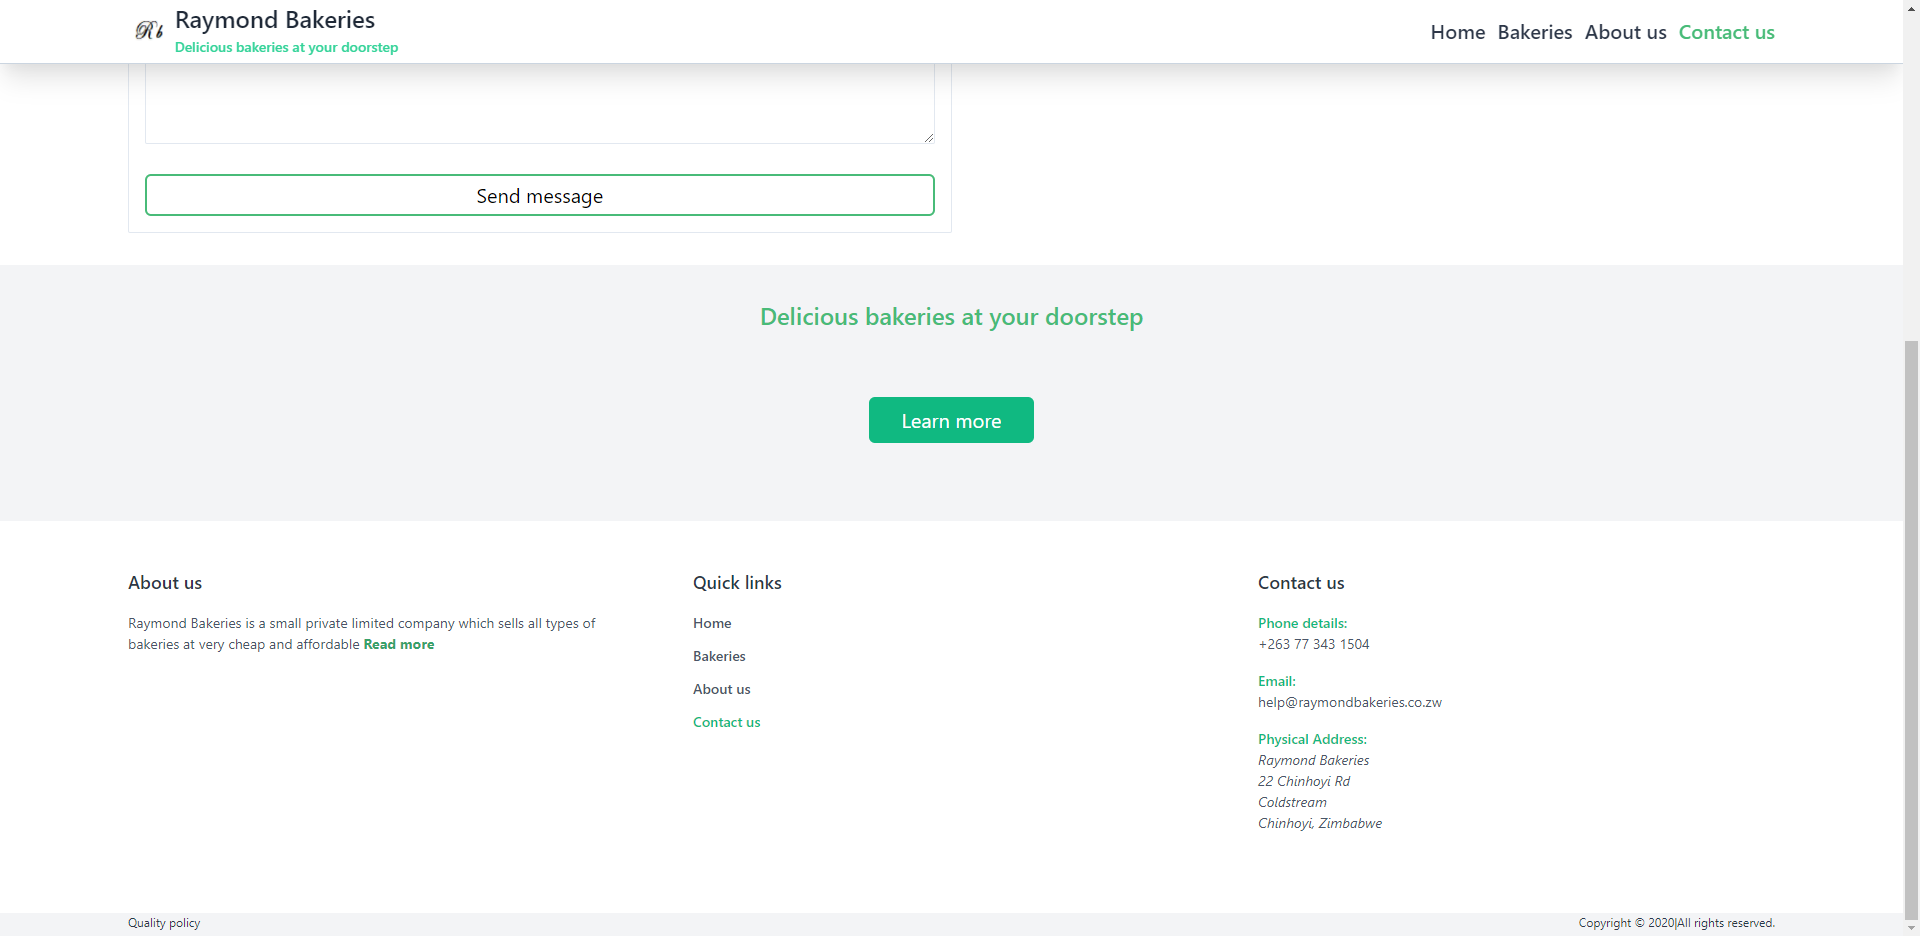 Rb
Raymond Bakeries
Delicious bakeries at your doorstep
Home Bakeries About us Contact us
Send message
Delicious bakeries at your doorstep
Learn more
About us
Raymond Bakeries is a small private limited company which sells all types of
bakeries at very cheap and affordable Read more
Quick links
Home
Bakeries
About us
Contact us
Contact us
Phone details:
+263 77 343 1504
Email:
help@raymondbakeries.co.zw
Physical Address:
Raymond Bakeries
22 Chinhoyi Rd
Coldstream
Chinhoyi, Zimbabwe
Quality policy
Copyright © 2020|All rights reserved.